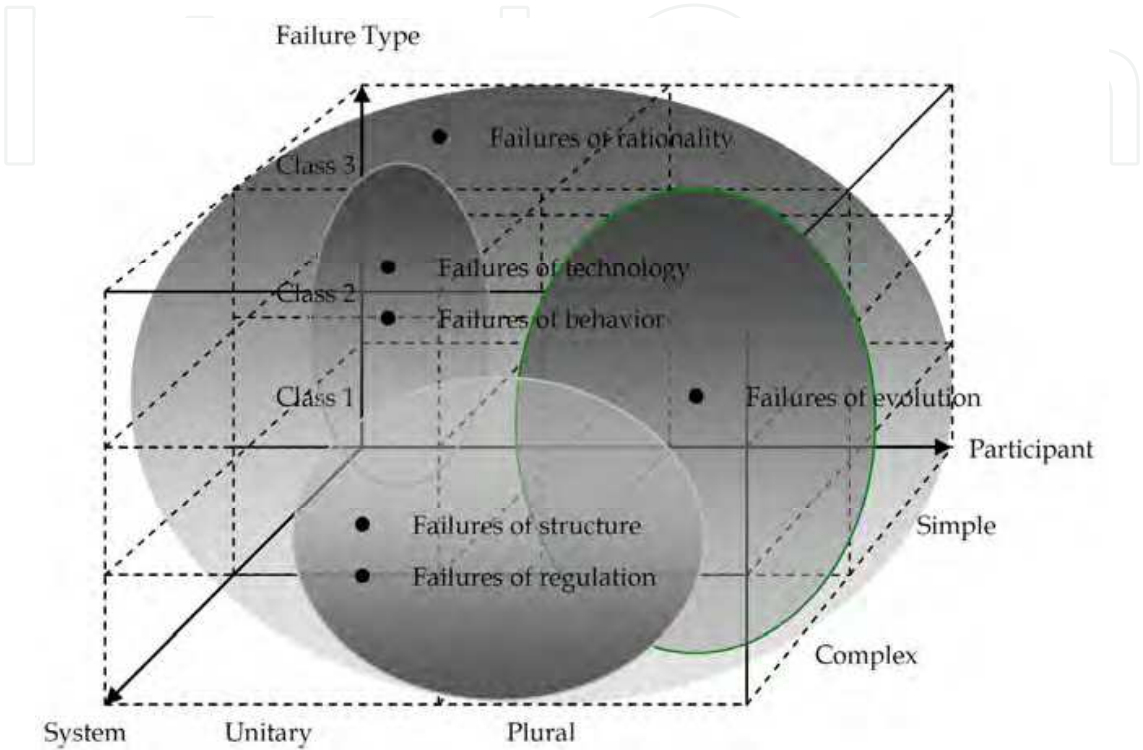 Failure Type
Failures of rationality
Class 3
Failures of technology
Class 2
Failures of behavior
Class 1
Failures of evolution
Participant
Failures of structure
Simple
Failures of regulation
Complex
System
Unitary
Plural